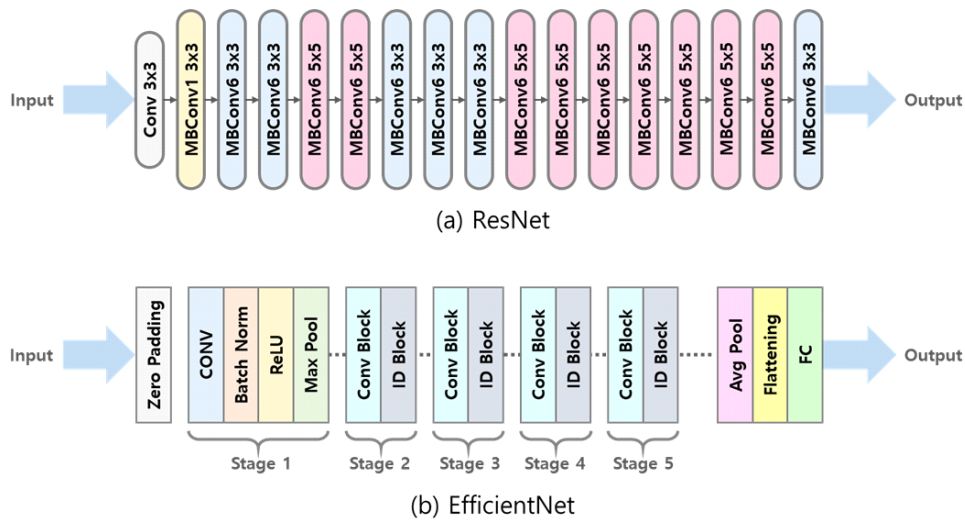 Input
Conv 3x3
MBConv1 3x3
MBConv6 3x3
MBConv6 3x3
MBConv6 5x5
MBConv6 5x5
MBConv6 3x3
MBConv6 3x3
MBConv6 3x3
MBConv6 5x5
MBConv6 5x5
MBConv6 5x5
MBConv6 5x5
MBConv6 5x5
MBConv6 5x5
MBConv6 5x5
MBConv6 3x3
Output
(a) ResNet
Input
Zero Padding
CONV
Batch Norm
ReLU
Max Pool
Conv Block
ID Block
Conv Block
ID Block
Conv Block
ID Block
Conv Block
ID Block
Avg Pool
Flattening
FC
Output
Stage 1
Stage 2
Stage 3
Stage 4
Stage 5
(b) EfficientNet